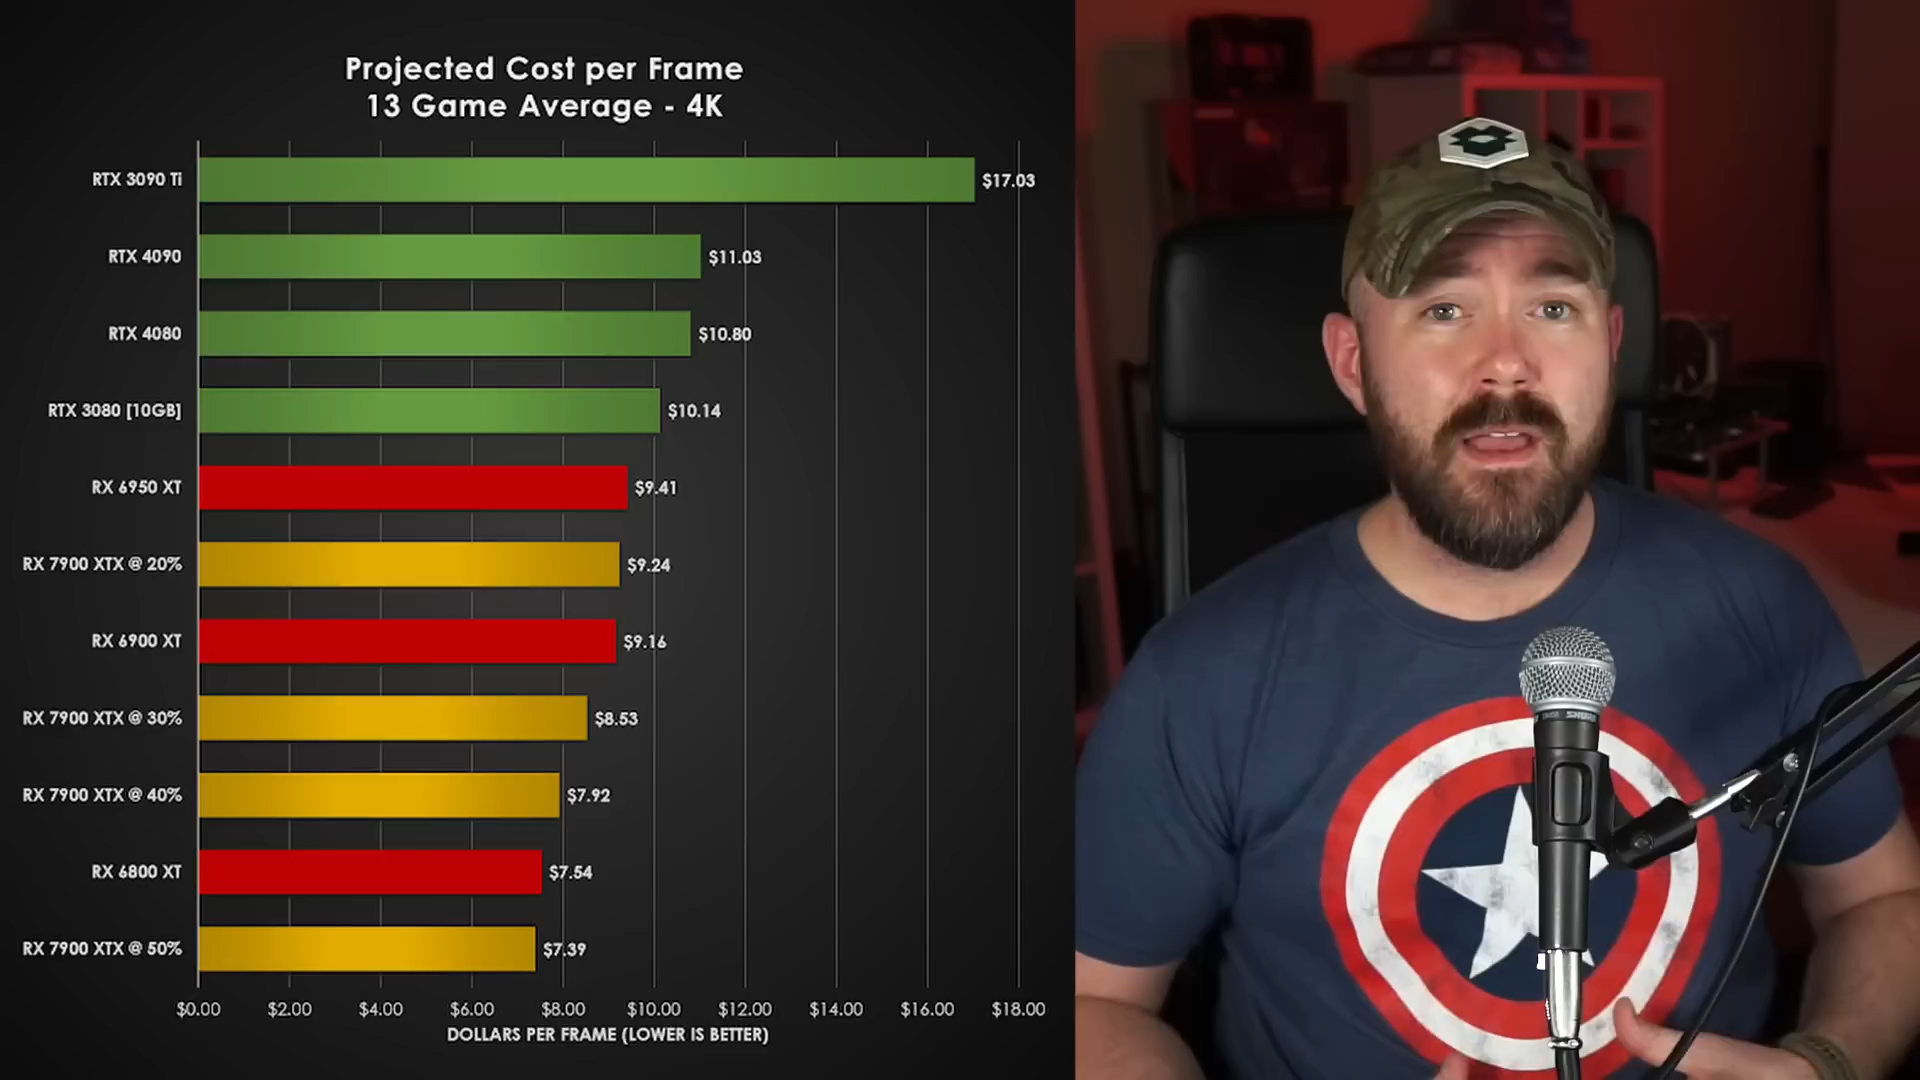 Projected Cost per Frame
13 Game Average - 4K
RTX 3090 Ti $17.03
RTX 4090 $11.03
RTX 4080 $10.80
RTX 3080 [10GB] $10.14
RX 6950 XT $9.41
RX 7900 XTX @ 20% $9.24
RX 6900 XT $9.16
RX 7900 XTX @ 30% $8.53
RX 7900 XTX @ 40% $7.92
RX 6800 XT $7.54
RX 7900 XTX @ 50% $7.39
$0.00 $2.00 $4.00 $6.00 $8.00 $10.00 $12.00 $14.00 $16.00 $18.00
DOLLARS PER FRAME (LOWER IS BETTER)
SHURE